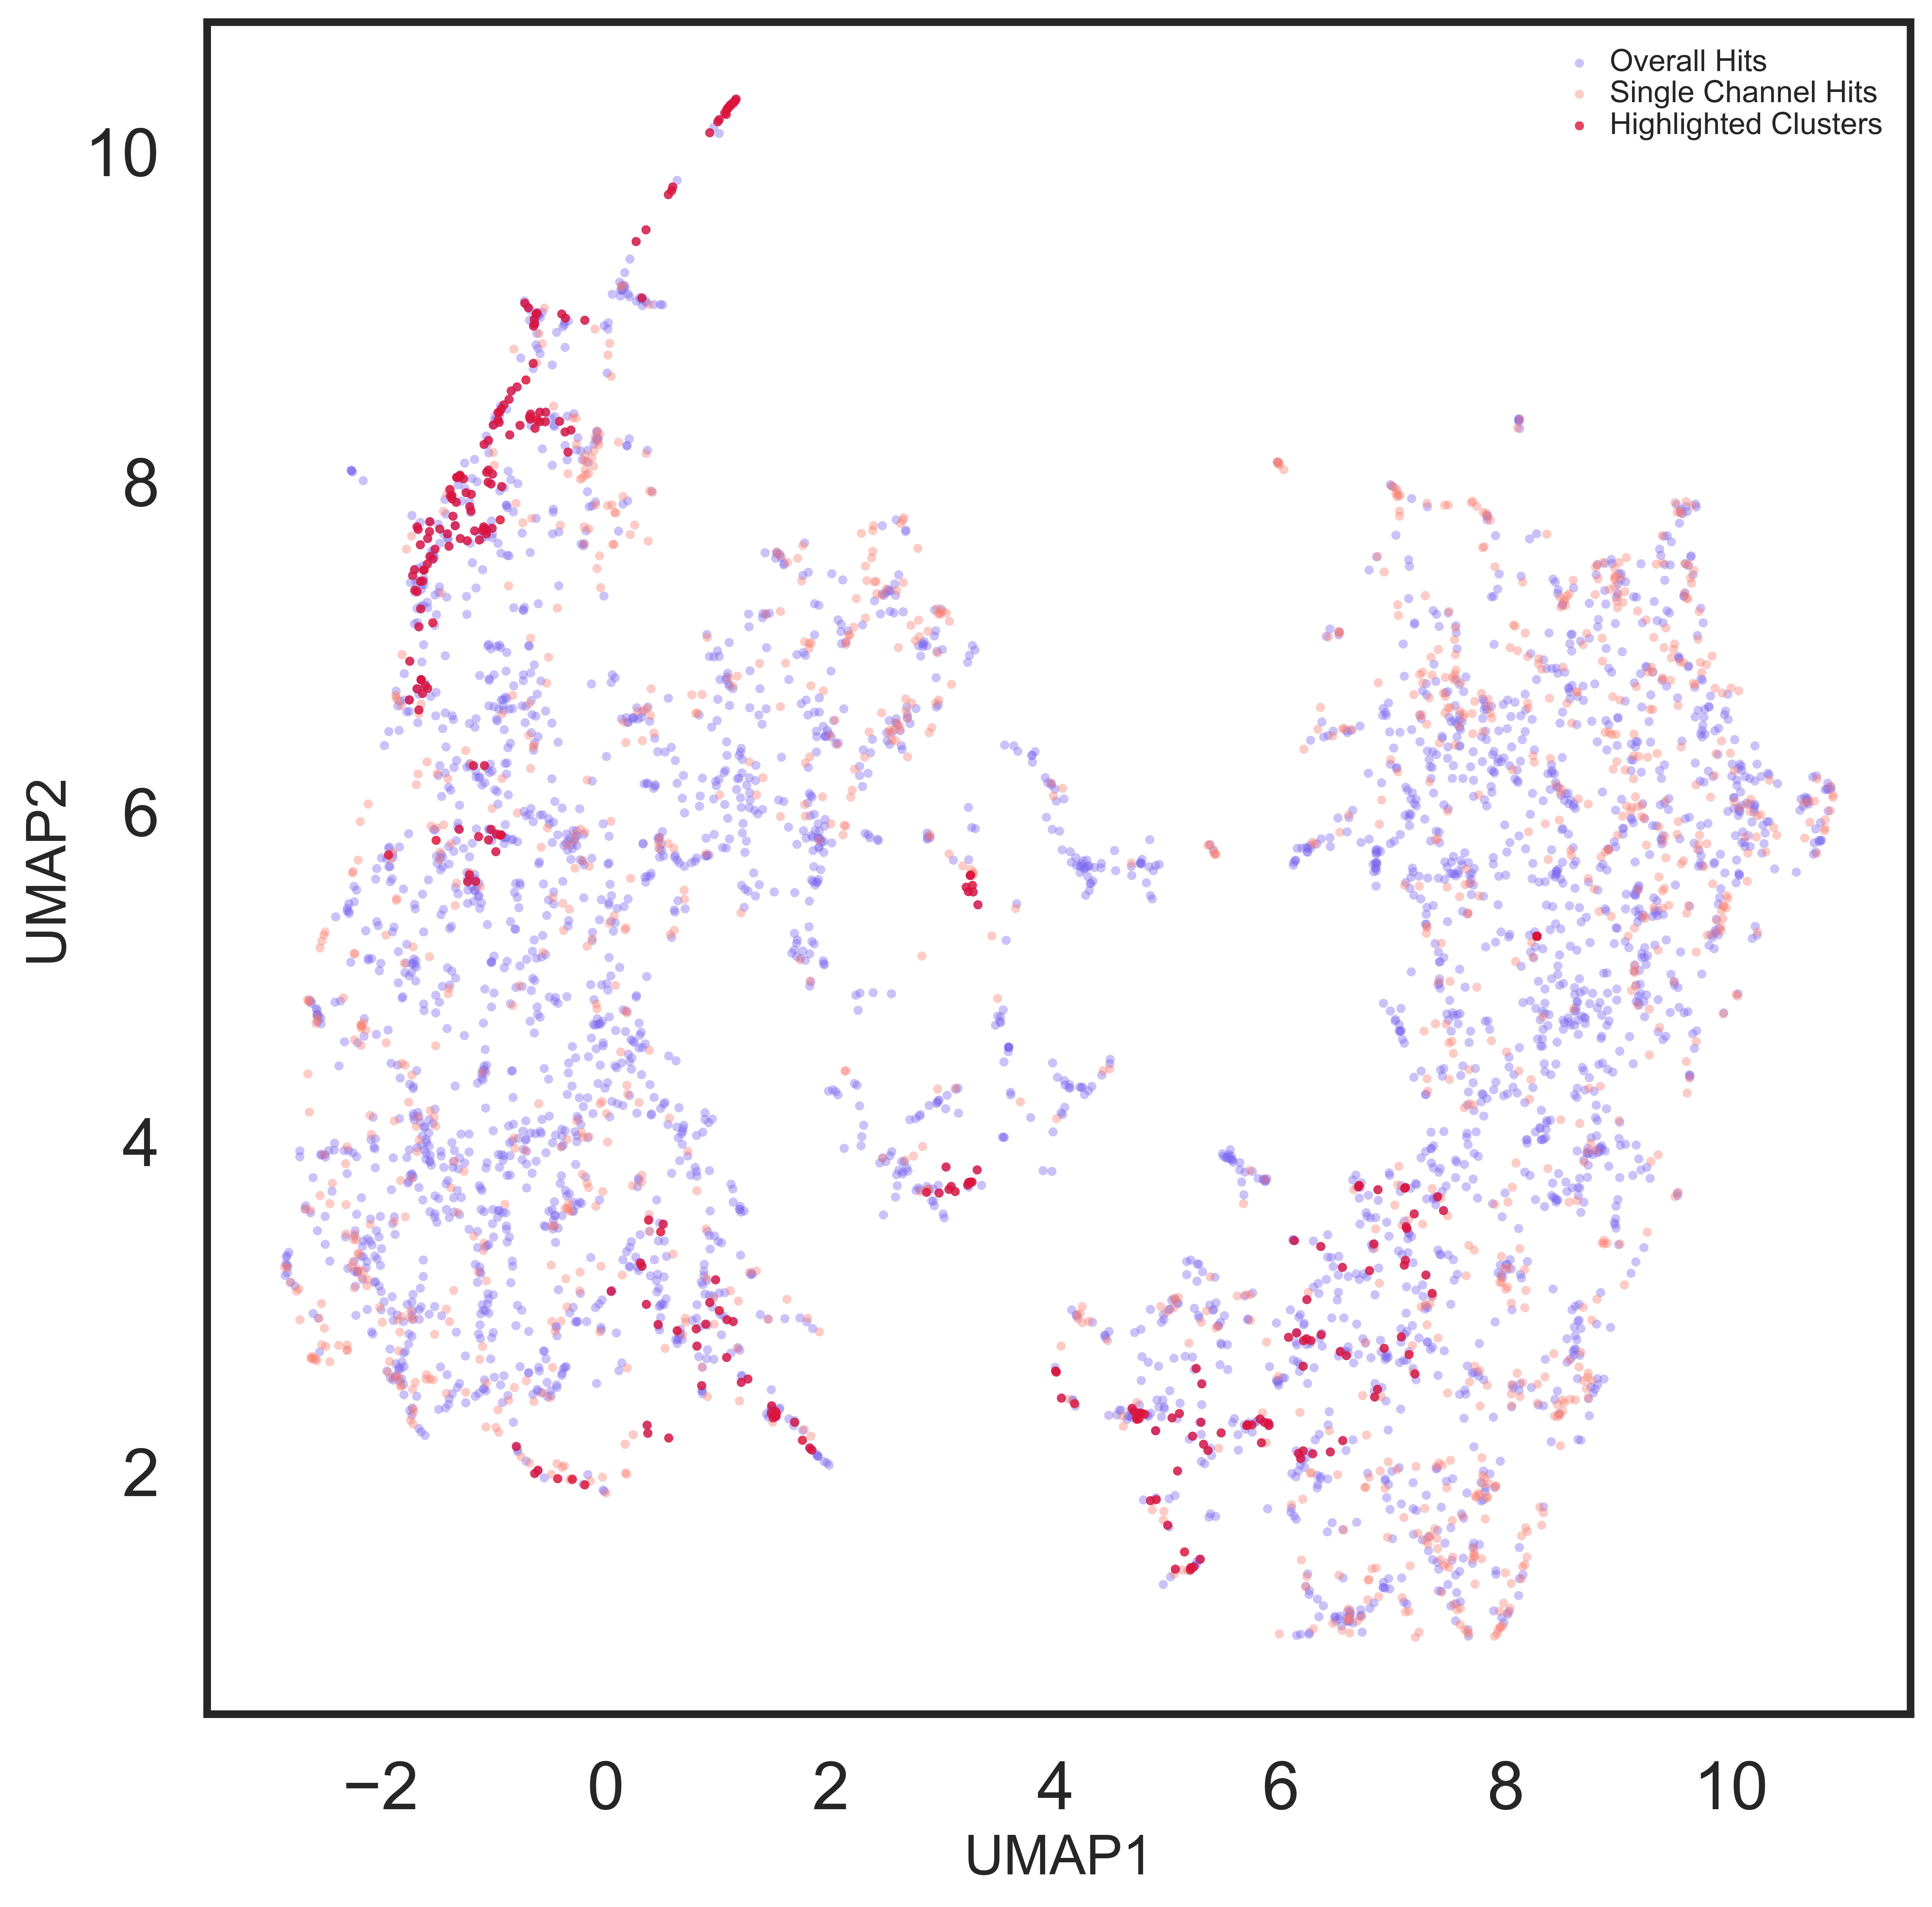 Overall Hits
Single Channel Hits
Highlighted Clusters
10
8
6
4
2
UMAP2
−2 0 2 4 6 8 10
UMAP1